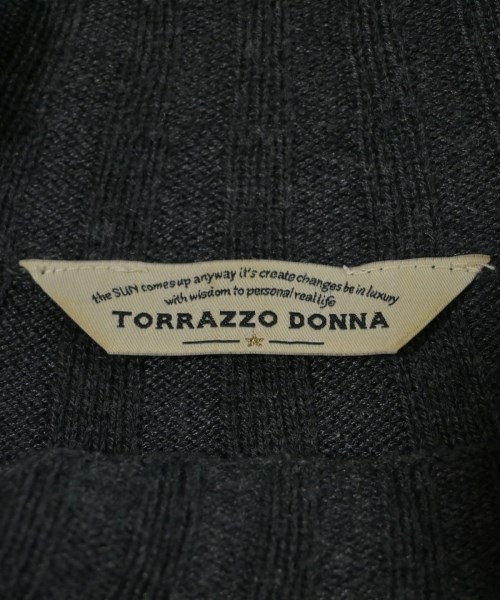 the SUN comes up anyway it's create changes be in luxury
with wisdom to personal real life
TORRAZZO DONNA